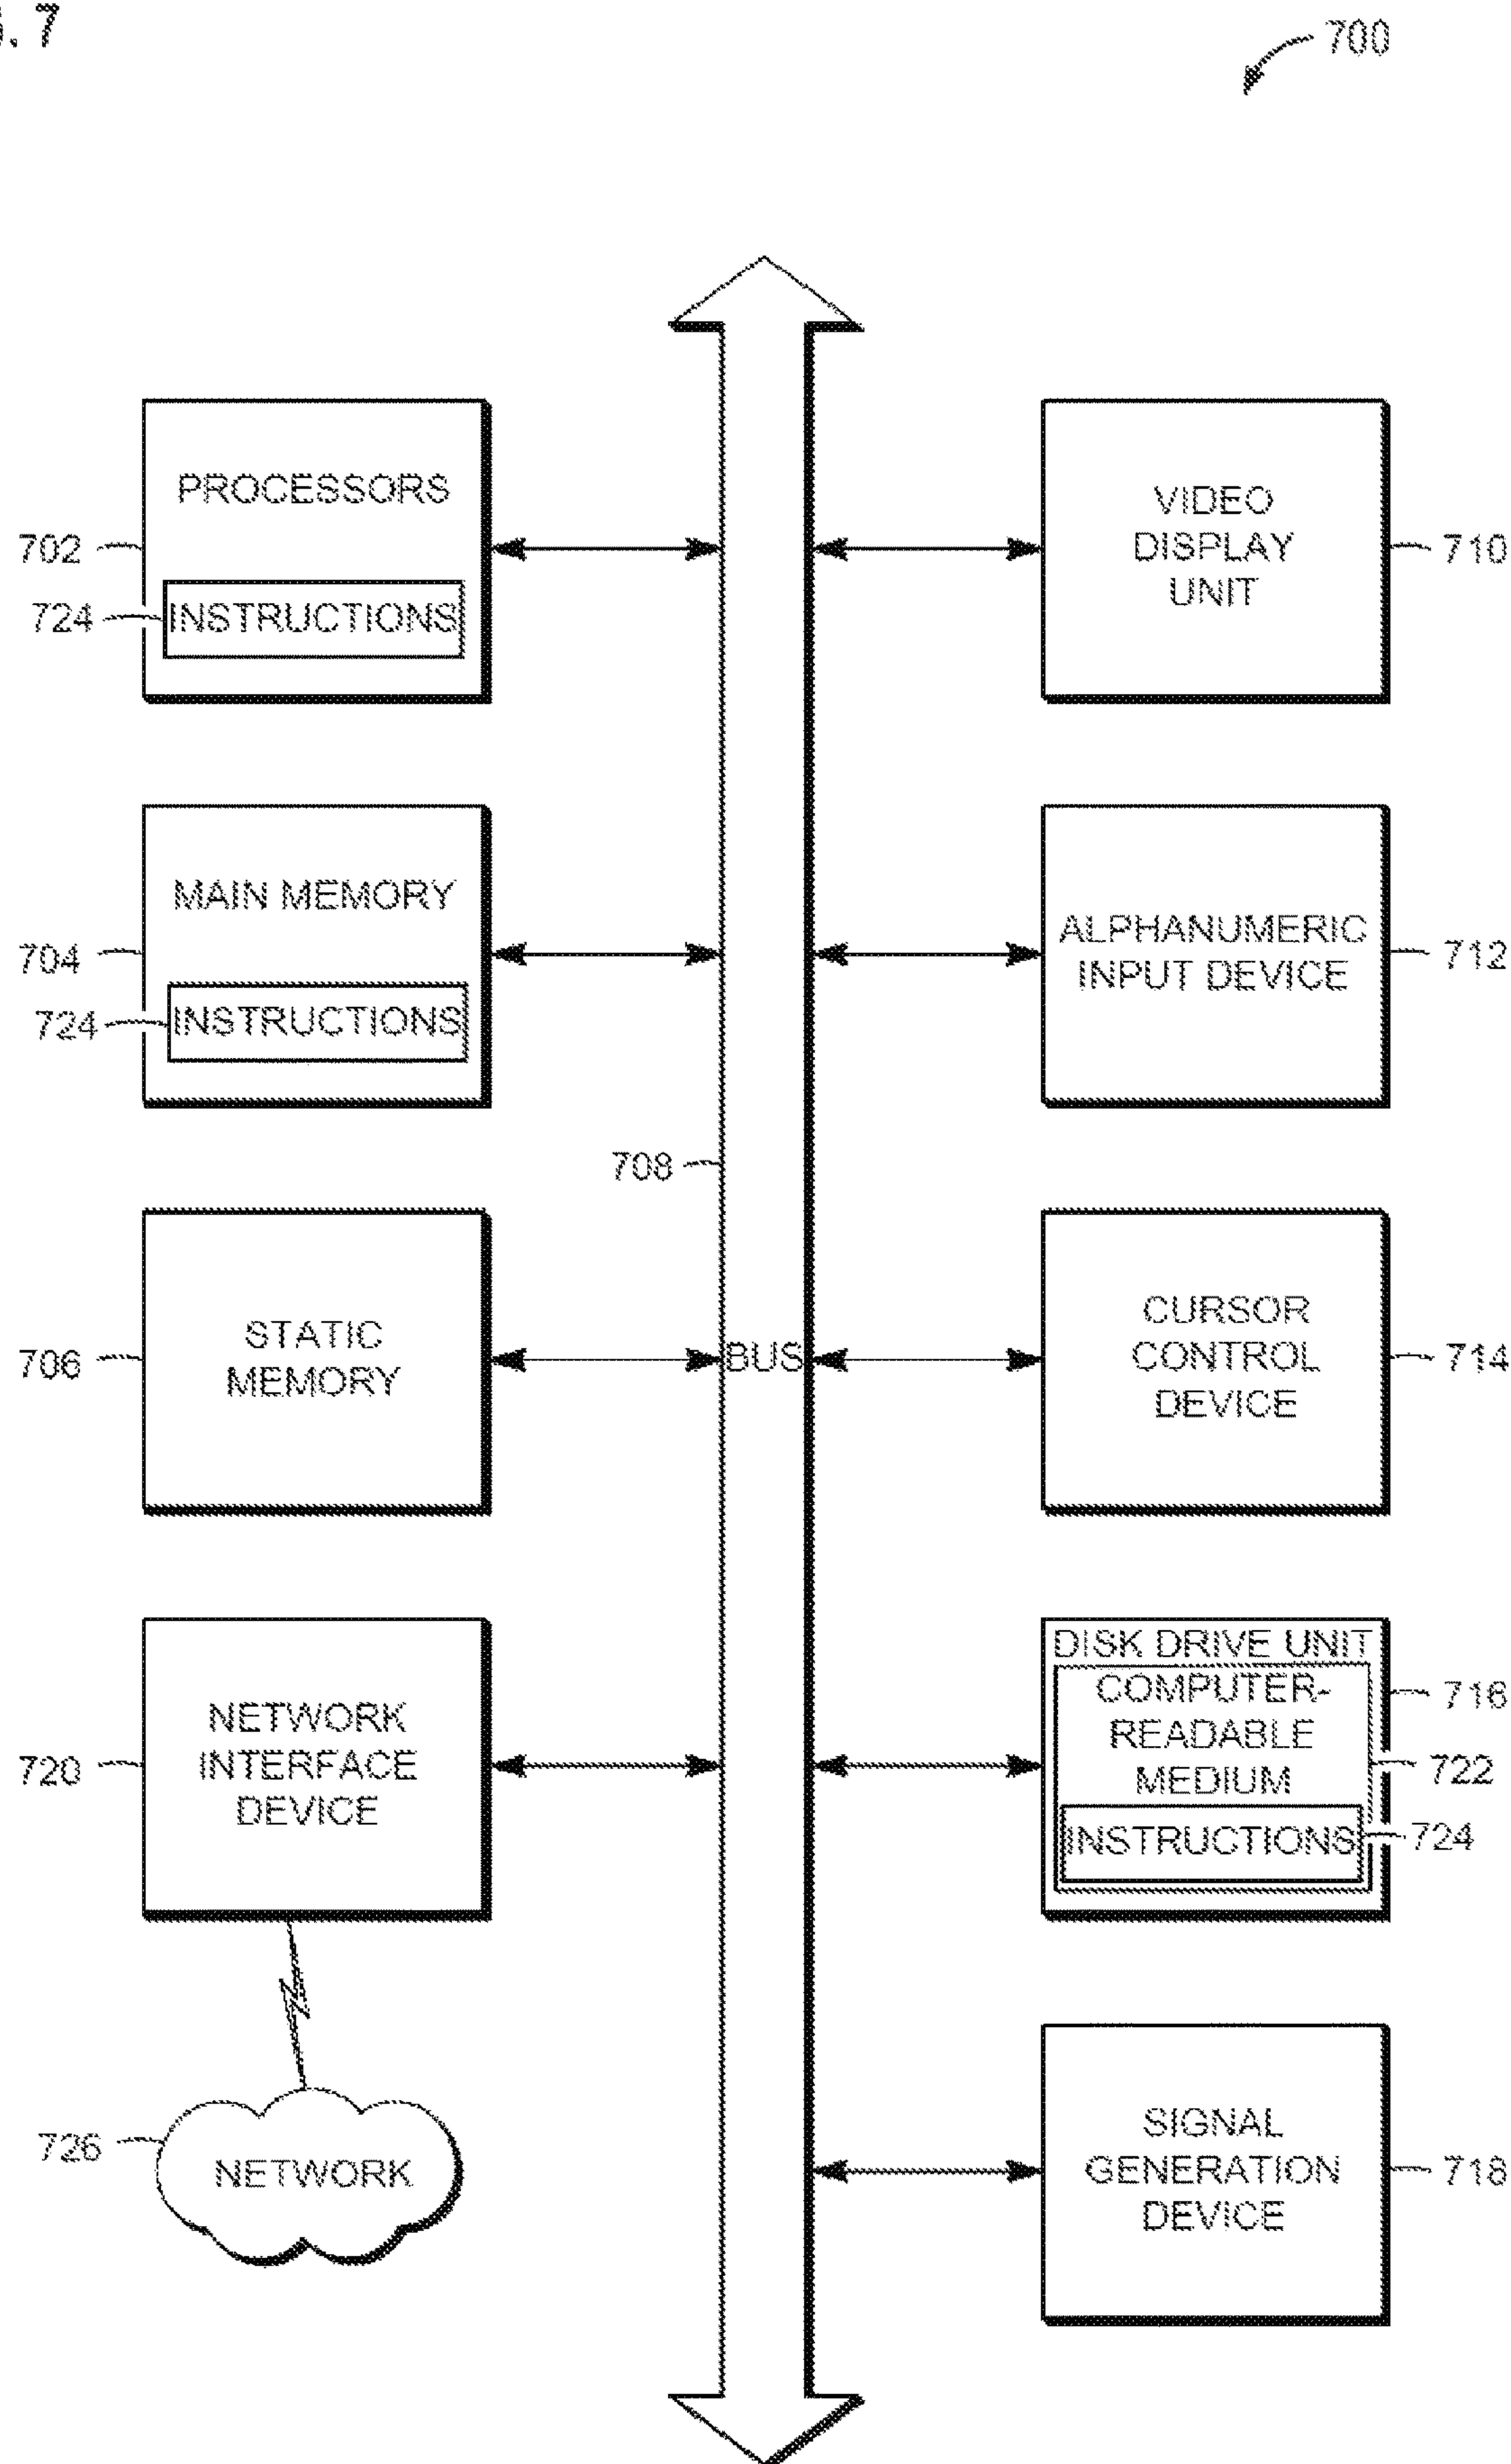 . 7
700
PROCESSORS
702
724
INSTRUCTIONS
MAIN MEMORY
704
724
INSTRUCTIONS
STATIC
MEMORY
706
NETWORK
INTERFACE
DEVICE
720
726
NETWORK
708
BUS
VIDEO
DISPLAY
UNIT
710
ALPHANUMERIC
INPUT DEVICE
712
CURSOR
CONTROL
DEVICE
714
DISK DRIVE UNIT
716
COMPUTER-
READABLE
MEDIUM
722
INSTRUCTIONS
724
SIGNAL
GENERATION
DEVICE
718